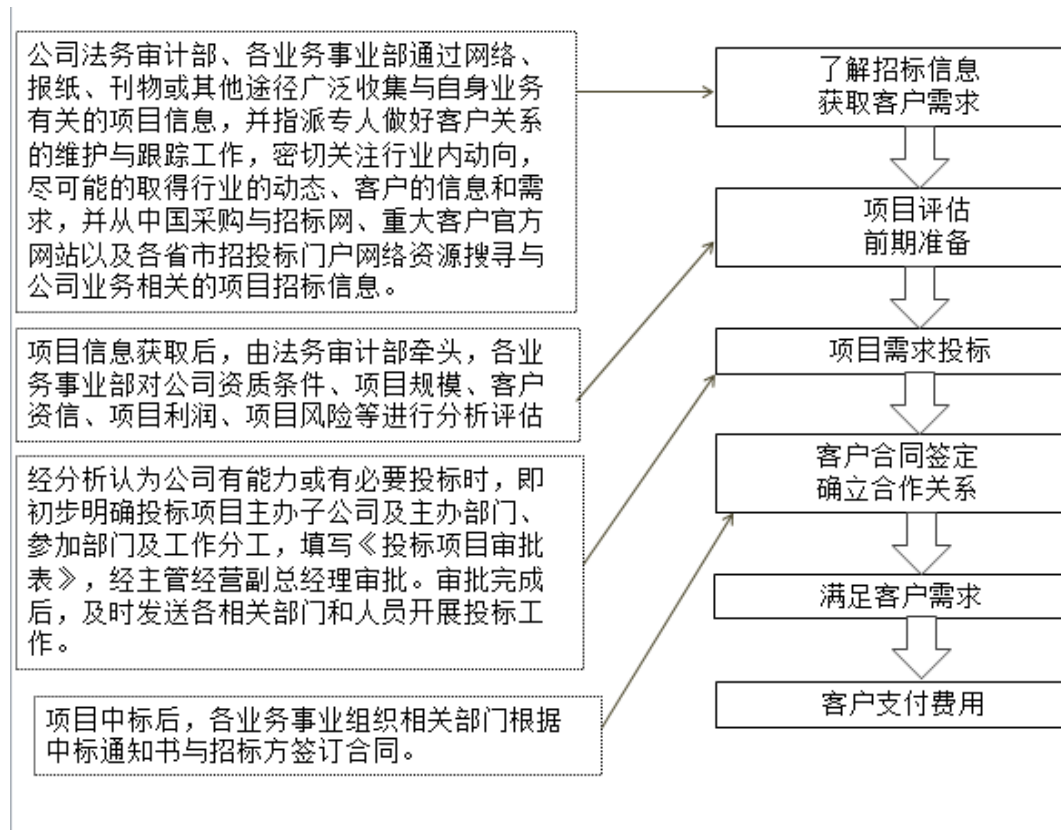 公司法务审计部、各业务事业部通过网络、
报纸、刊物或其他途径广泛收集与自身业务
有关的项目信息，并指派专人做好客户关系
的维护与跟踪工作，密切关注行业内动向，
尽可能的取得行业的动态、客户的信息和需
求，并从中国采购与招标网、重大客户官方
网站以及各省市招投标门户网络资源搜寻与
公司业务相关的项目招标信息。
项目信息获取后，由法务审计部牵头，各业
务事业部对公司资质条件、项目规模、客户
资信、项目利润、项目风险等进行分析评估
经分析认为公司有能力或有必要投标时，即
初步明确投标项目主办子公司及主办部门、
参加部门及工作分工，填写《投标项目审批
表》，经主管经营副总经理审批。审批完成
后，及时发送各相关部门和人员开展投标工
作。
项目中标后，各业务事业组织相关部门根据
中标通知书与招标方签订合同。
了解招标信息
获取客户需求
项目评估
前期准备
项目需求投标
客户合同签定
确立合作关系
满足客户需求
客户支付费用